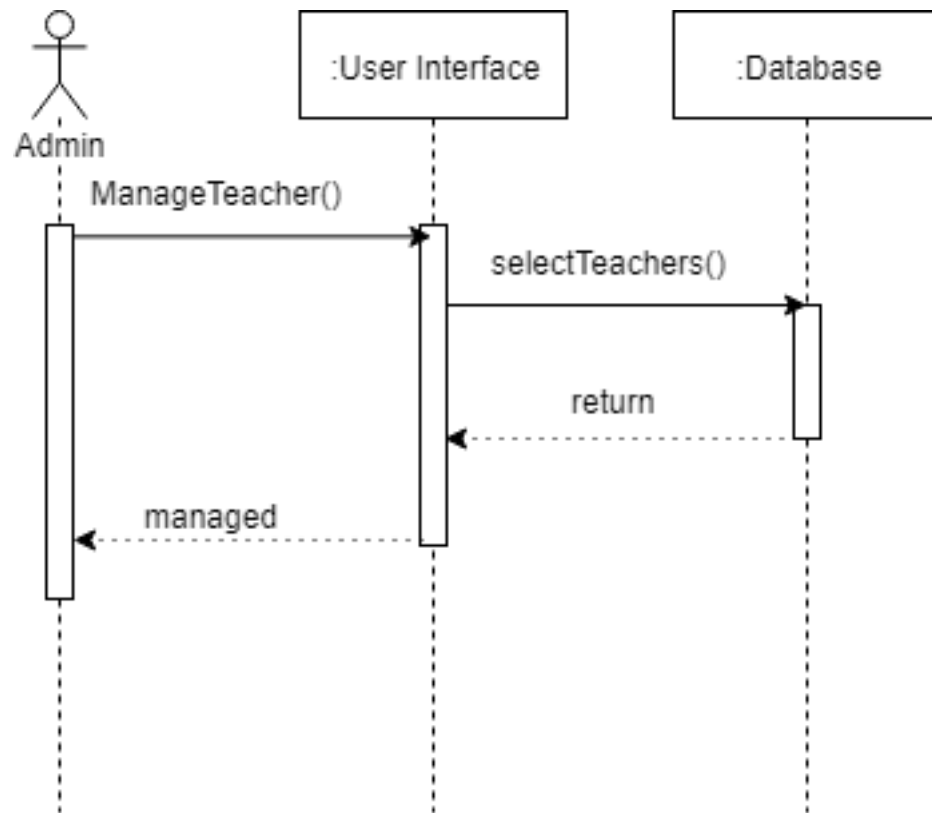 :User Interface
:Database
Admin
ManageTeacher()
selectTeachers()
return
managed